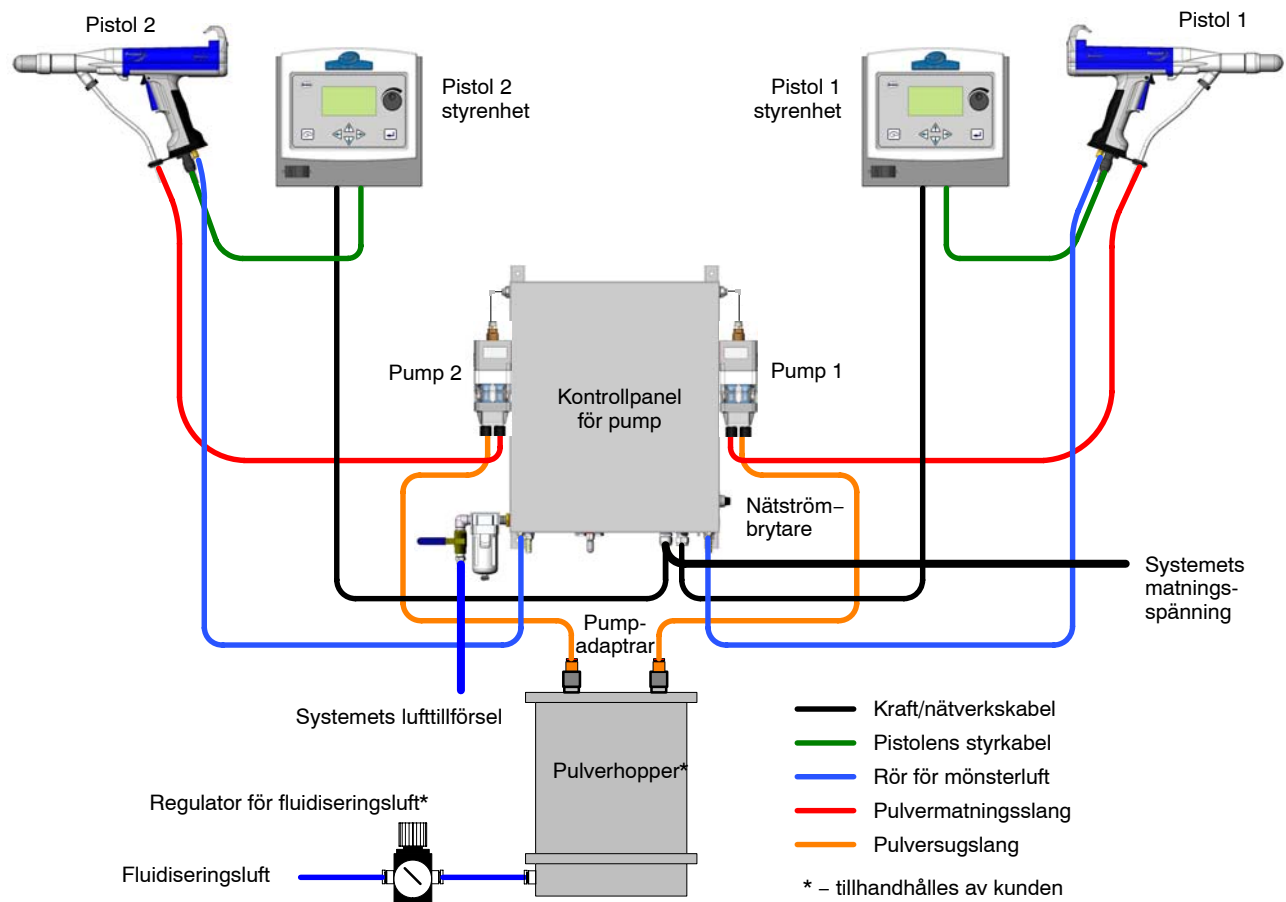 Pistol 2
Pistol 1
Pistol 2
styrenhet
Pistol 1
styrenhet
Pump 2
Pump 1
Kontrollpanel
för pump
Nätström–
brytare
Systemets
matnings-
spänning
Pump-
adaptrar
Systemets lufttillförsel
Pulverhopper*
Regulator för fluidiseringsluft*
Fluidiseringsluft
Kraft/nätverkskabel
Pistolens styrkabel
Rör för mönsterluft
Pulvermatningsslang
Pulversugslang
* – tillhandhålles av kunden